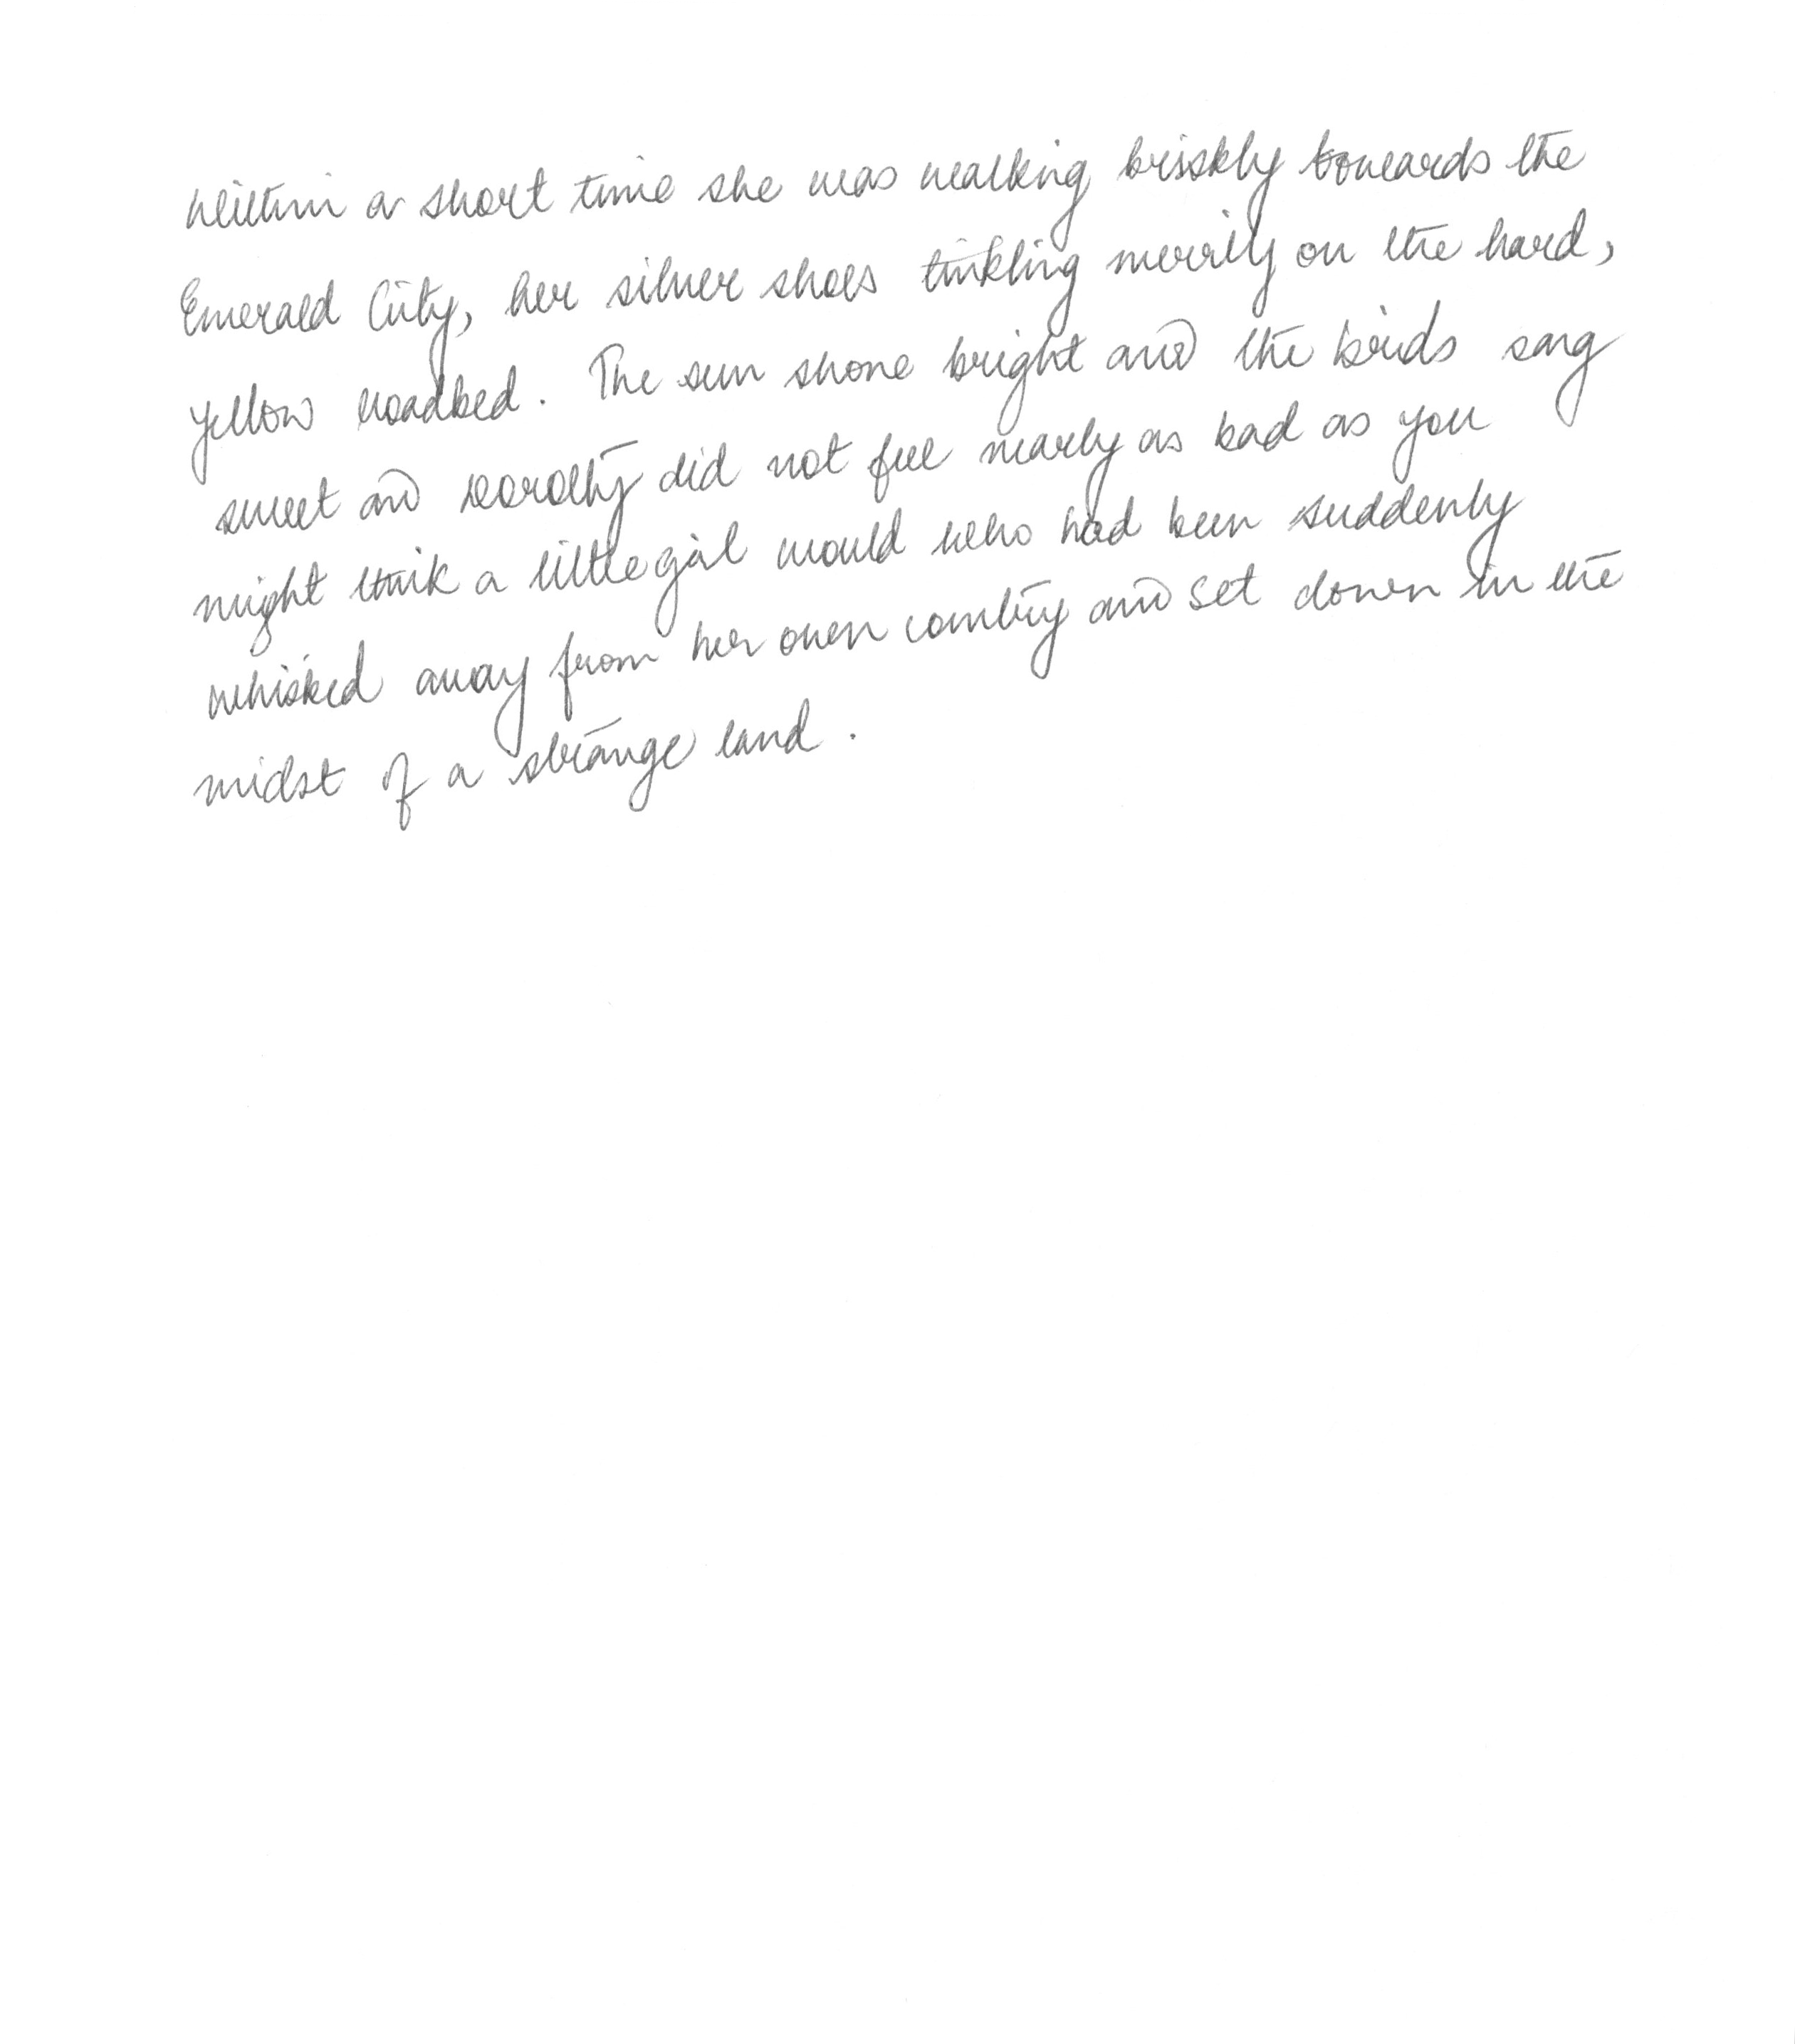 within a short time she was walking briskly towards the
Emerald City, her silver shoes tinkling merrily on the hard,
yellow roadbed. The sun shone bright and the birds sang
sweet and Dorothy did not feel nearly as bad as you
might think a little girl would who had been suddenly
whisked away from her own country and set down in the
midst of a strange land.